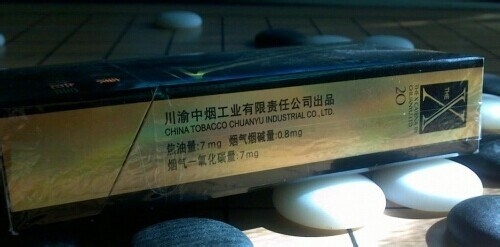 川渝中烟工业有限责任公司出品
CHINA TOBACCO CHUANYU INDUSTRIAL CO., LTD.
焦油量:7mg 烟气烟碱量:0.8mg
烟气一氧化碳量:7mg
THE
X
20